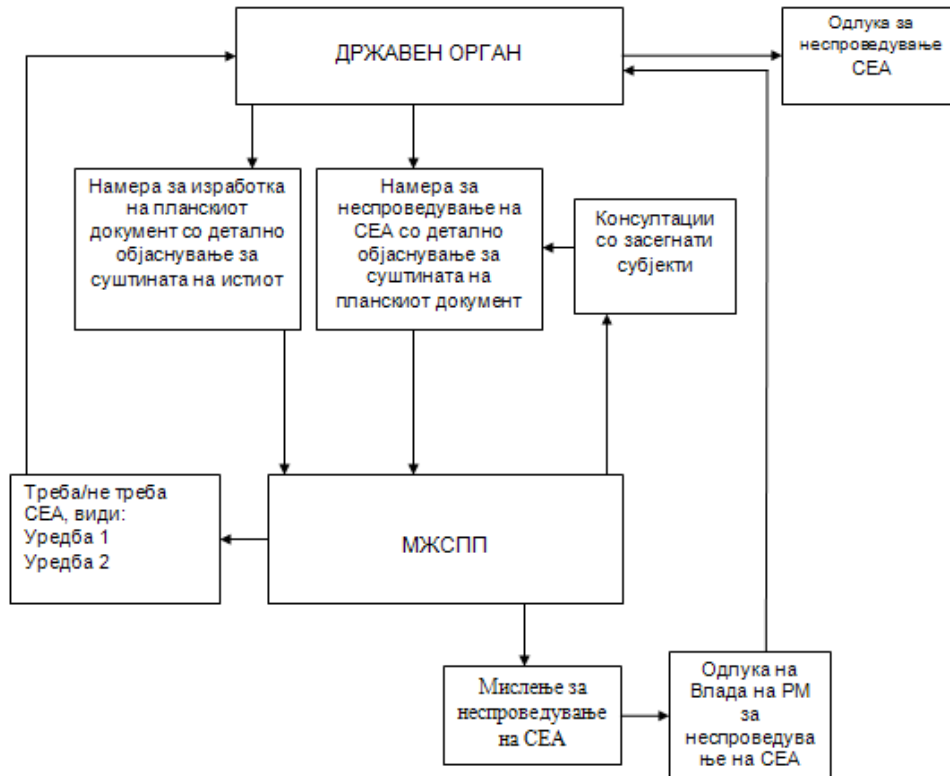 ДРЖАВЕН ОРГАН
Одлука за
неспроведување
СЕА
Намера за изработка
на планскиот
документ со детално
објаснување за
суштината на истиот
Намера за
неспроведување на
СЕА со детално
објаснување за
суштината на
планскиот документ
Консултации
со засегнати
субјекти
Треба/не треба
СЕА, види:
Уредба 1
Уредба 2
МЖСПП
Мислење за
неспроведување
на СЕА
Одлука на
Влада на РМ
за
неспроведува
ње на СЕА